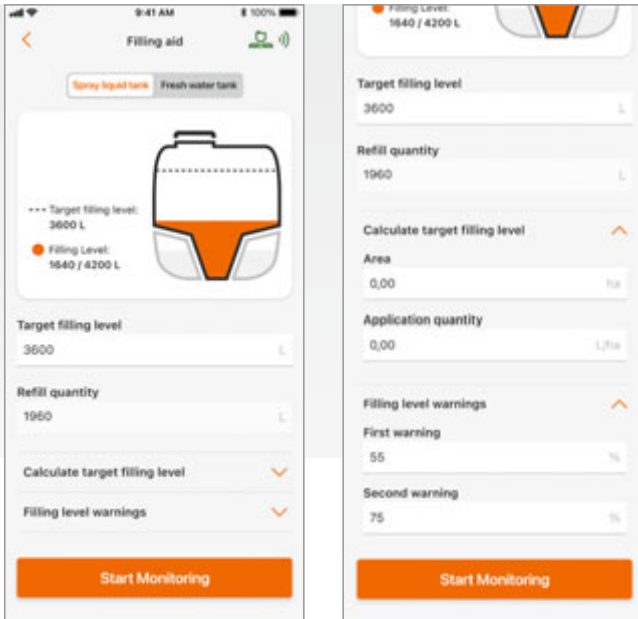 9:41 AM
100%
Filling aid
Spray liquid tank
Fresh water tank
Target filling level:
3600 L
Filling Level:
1640 / 4200 L
Target filling level
3600
L
Refill quantity
1960
L
Calculate target filling level
Filling level warnings
Start Monitoring
Filling Level:
1640 / 4200 L
Target filling level
3600
L
Refill quantity
1960
L
Calculate target filling level
Area
0,00
ha
Application quantity
0,00
L/ha
Filling level warnings
First warning
55
%
Second warning
75
%
Start Monitoring